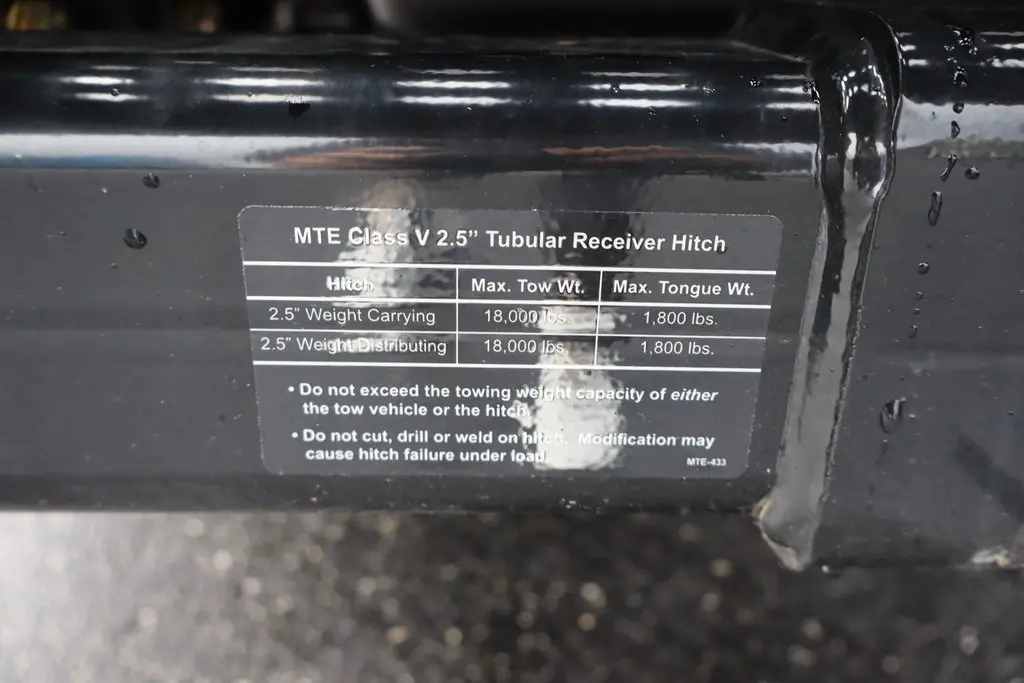 MTE Class V 2.5” Tubular Receiver Hitch
Hitch Max. Tow Wt. Max. Tongue Wt.
2.5” Weight Carrying 18,000 lbs. 1,800 lbs.
2.5” Weight Distributing 18,000 lbs. 1,800 lbs.
• Do not exceed the towing weight capacity of either
the tow vehicle or the hitch.
• Do not cut, drill or weld on hitch. Modification may
cause hitch failure under load.
MTE-433